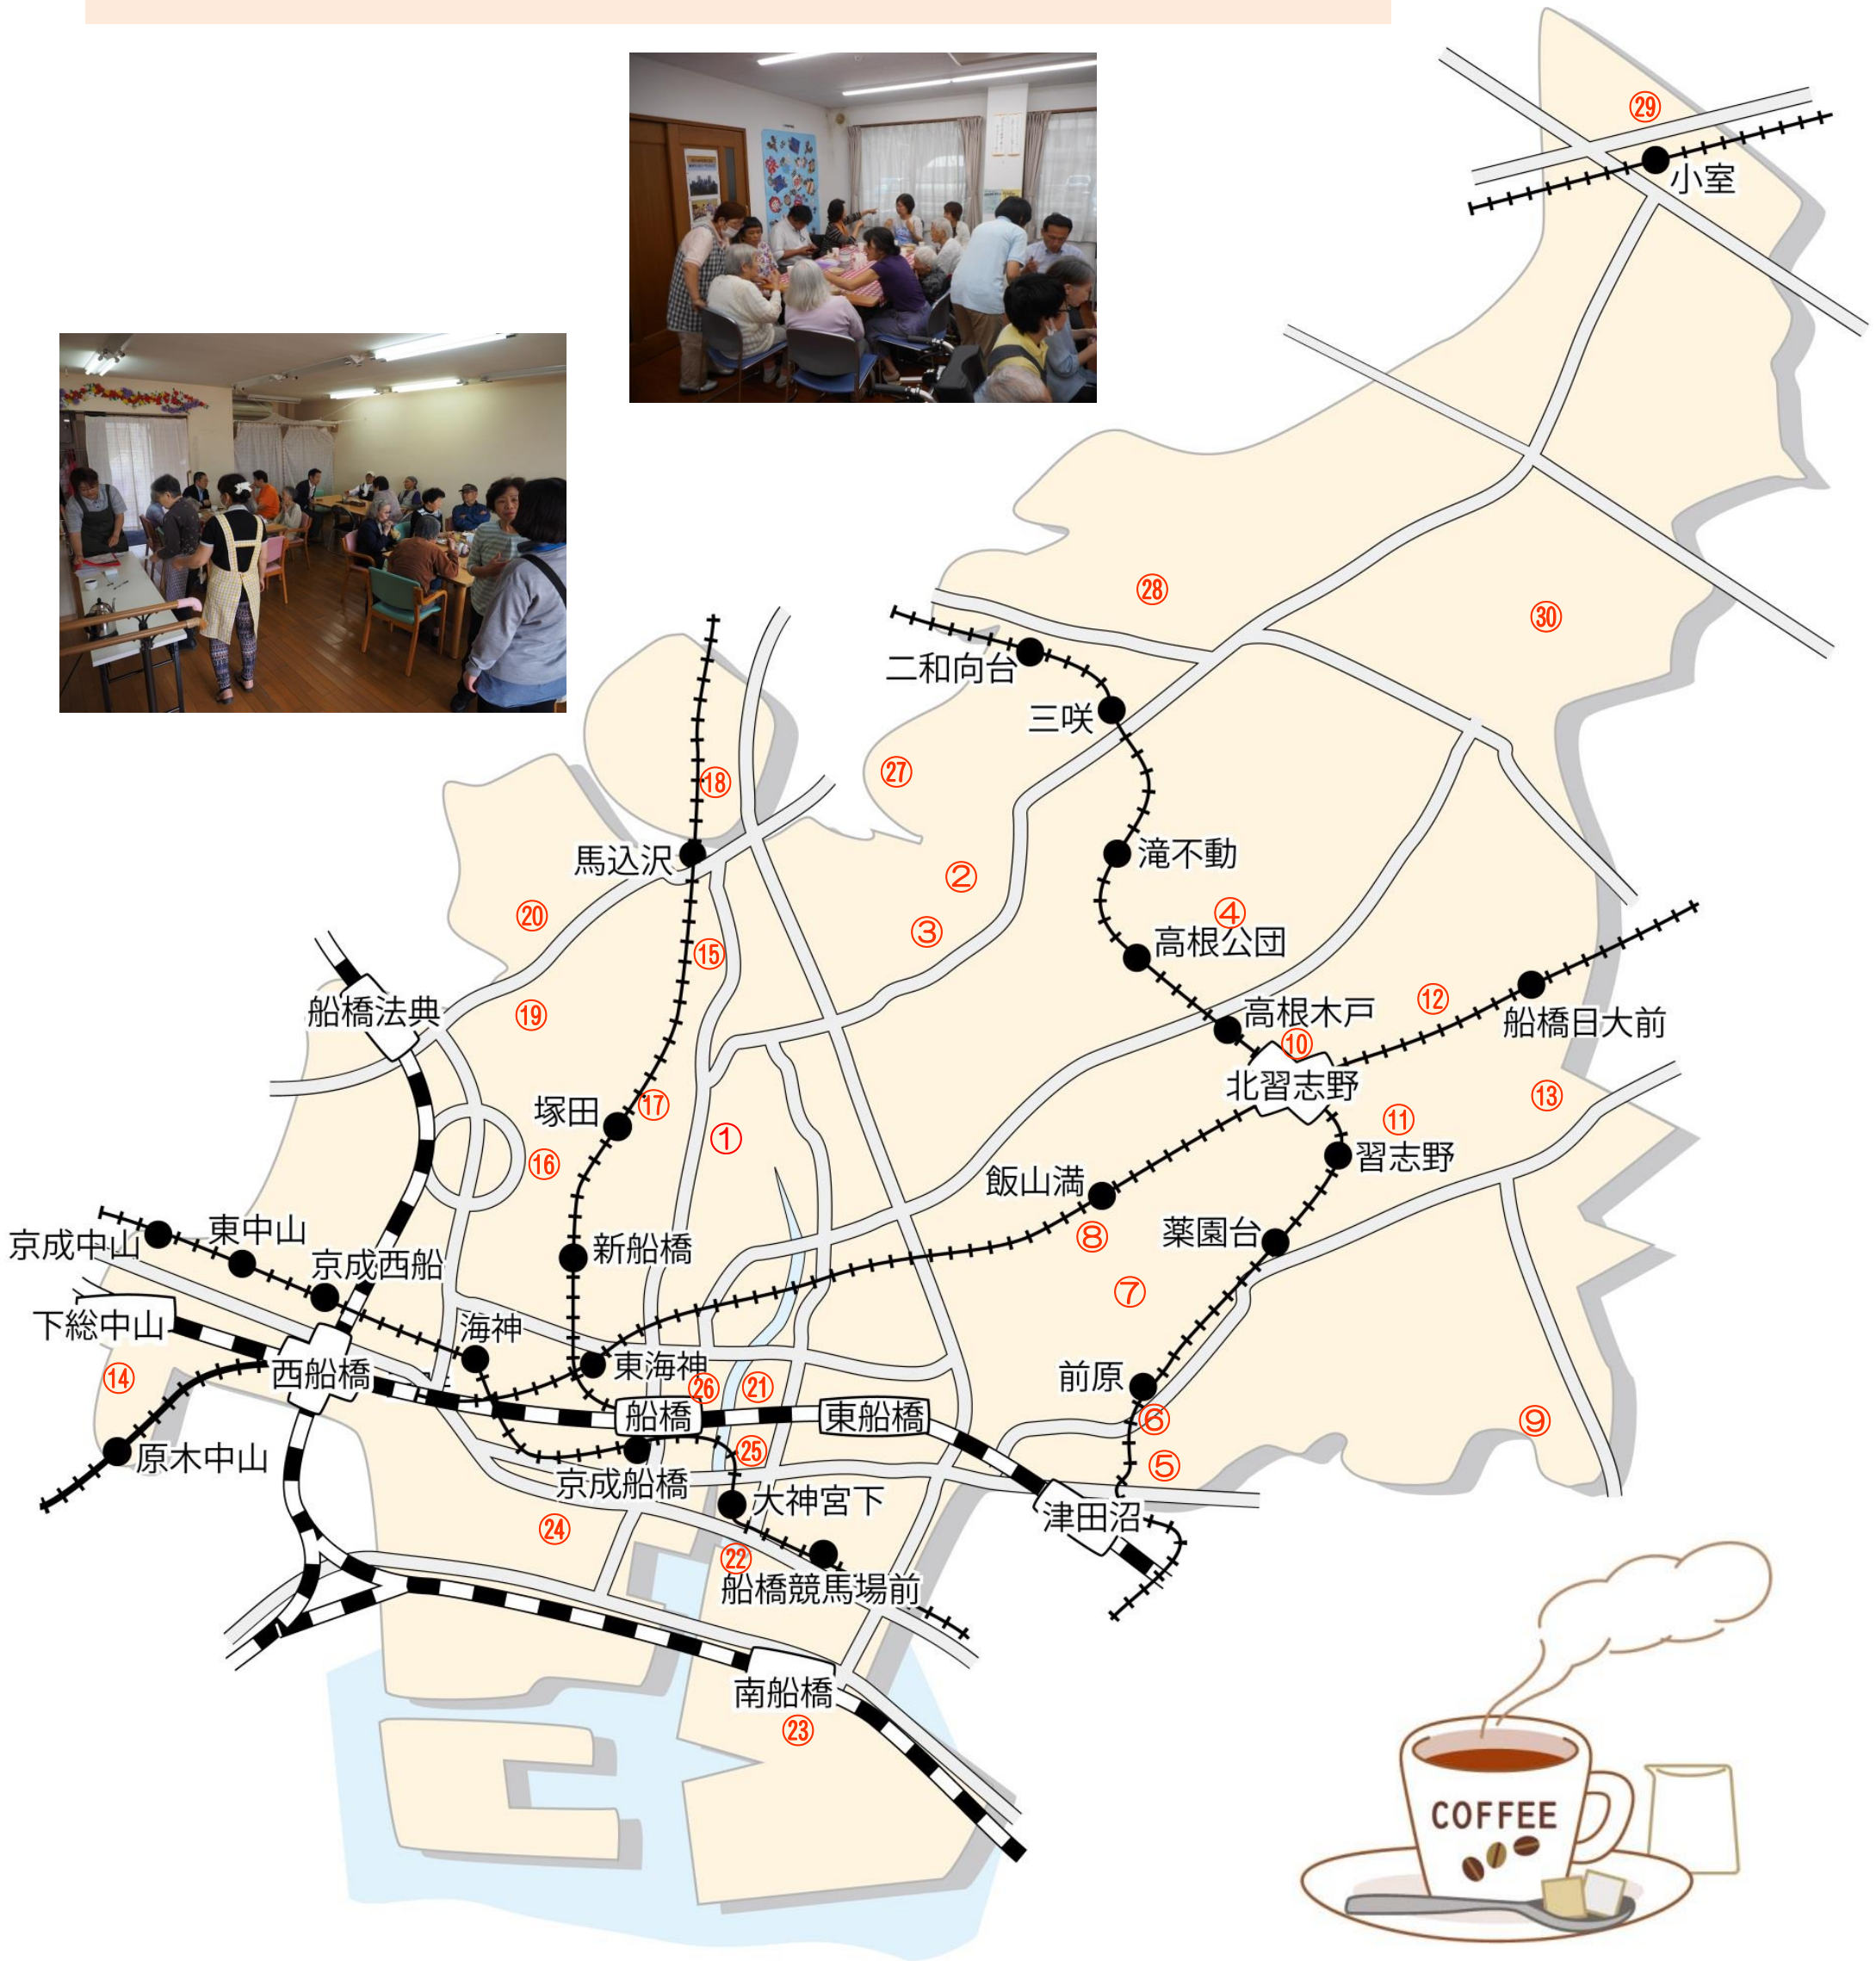 ㉙
小室
㉘
㉚
二和向台
三咲
⑱
㉗
馬込沢
滝不動
②
⑳
④
③
高根公団
⑮
⑫
船橋法典
⑲
高根木戸
船橋日大前
⑩
北習志野
⑬
塚田
⑰
⑪
①
習志野
⑯
飯山満
東中山
京成中山
薬園台
⑧
新船橋
京成西船
⑦
下総中山
海神
東海神
西船橋
⑭
前原
㉖
㉑
船橋
東船橋
⑥
⑨
原木中山
㉕
⑤
京成船橋
大神宮下
津田沼
㉔
㉒
船橋競馬場前
南船橋
㉓
COFFEE